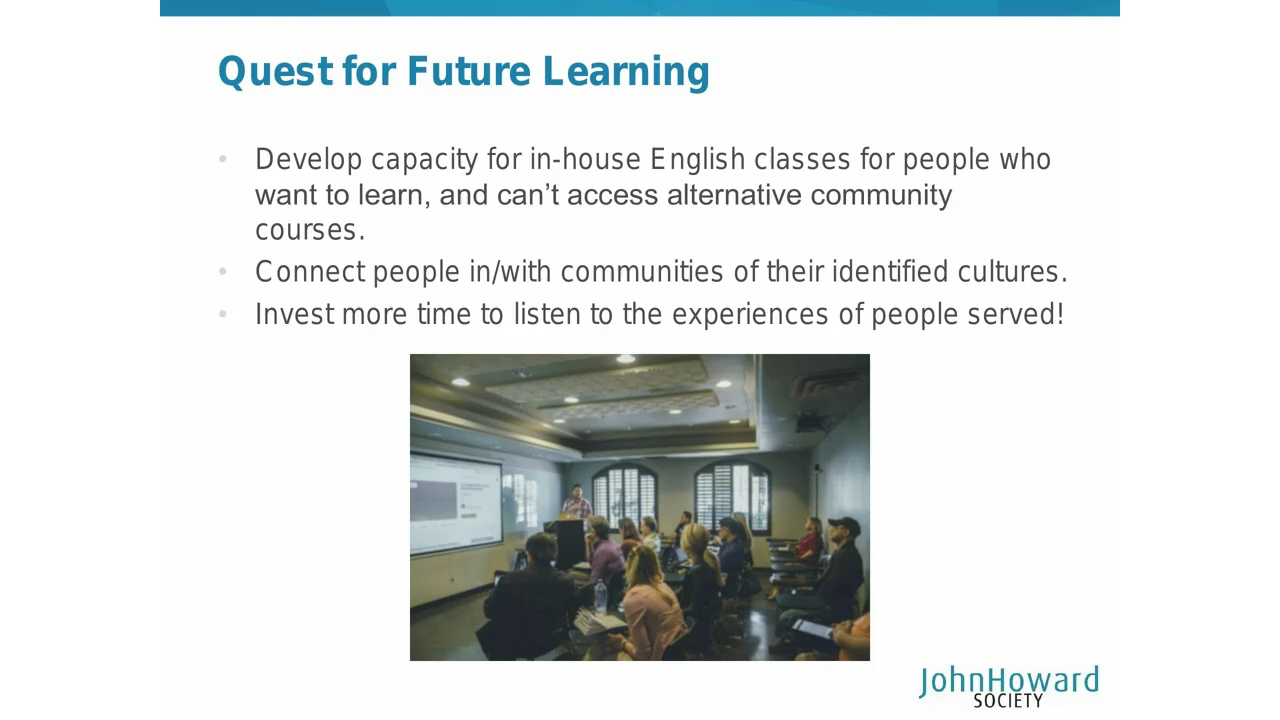 Quest for Future Learning
• Develop capacity for in-house English classes for people who
want to learn, and can’t access alternative community
courses.
• Connect people in/with communities of their identified cultures.
• Invest more time to listen to the experiences of people served!
JohnHoward
SOCIETY